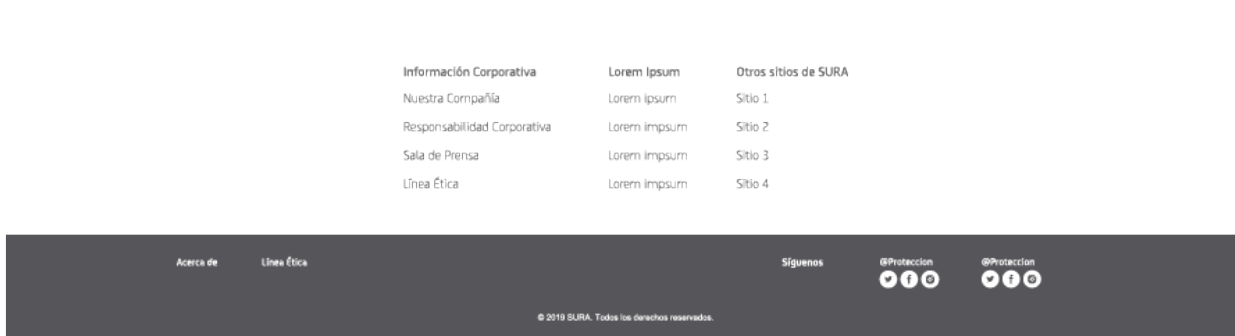 Información Corporativa Lorem Ipsum Otros sitios de SURA
Nuestra Compañía Lorem ipsum Sitio 1
Responsabilidad Corporativa Lorem impsum Sitio 2
Sala de Prensa Lorem impsum Sitio 3
Línea Ética Lorem impsum Sitio 4
Acerca de Línea Ética Síguenos @Proteccion @Proteccion
© 2019 SURA. Todos los derechos reservados.